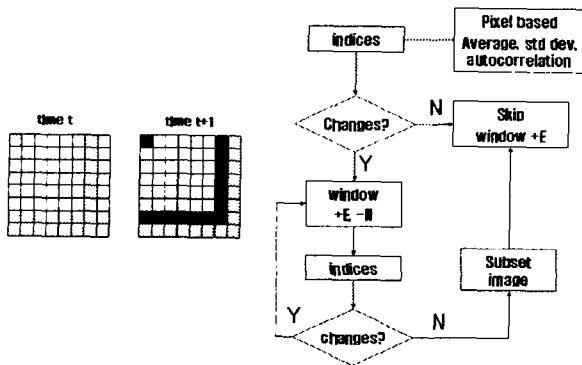 Pixel based
Average, std dev,
autocorrelation
indices
time t
time t+1
Changes?
N
Skip
window +E
Y
window
+E -N
indices
Subset
image
Y
changes?
N